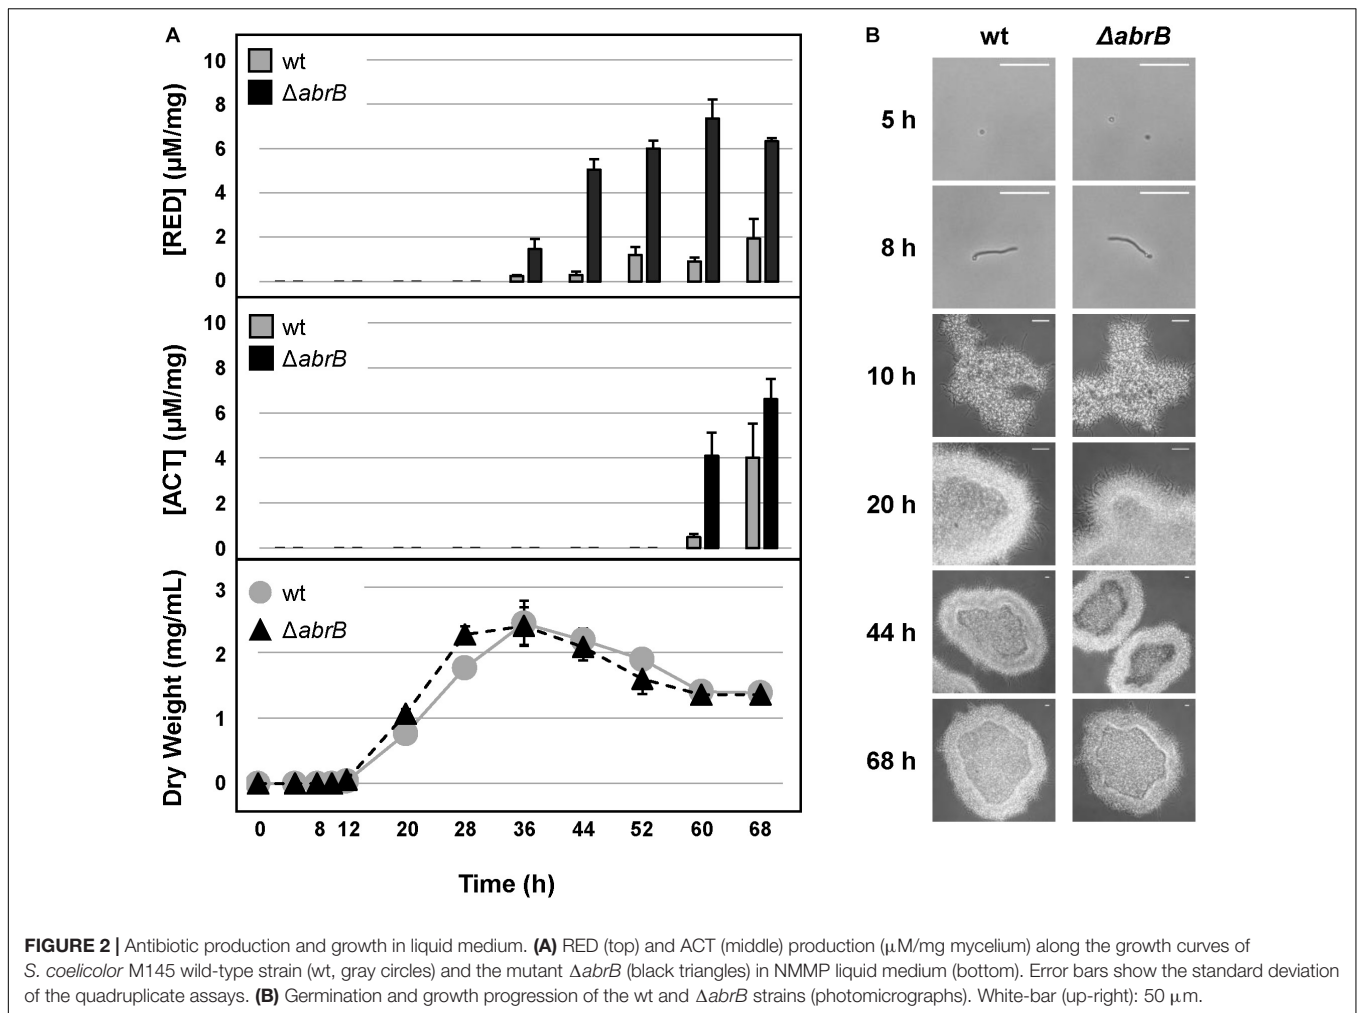 A
[RED] (µM/mg)
10
8
6
4
2
0
wt
ΔabrB
[ACT] (µM/mg)
10
8
6
4
2
0
wt
ΔabrB
Dry Weight (mg/mL)
3
2
1
0
wt
ΔabrB
0 8 12 20 28 36 44 52 60 68
Time (h)
B
wt ΔabrB
5 h
8 h
10 h
20 h
44 h
68 h
FIGURE 2 | Antibiotic production and growth in liquid medium. (A) RED (top) and ACT (middle) production (µM/mg mycelium) along the growth curves of
S. coelicolor M145 wild-type strain (wt, gray circles) and the mutant ΔabrB (black triangles) in NMMP liquid medium (bottom). Error bars show the standard deviation
of the quadruplicate assays. (B) Germination and growth progression of the wt and ΔabrB strains (photomicrographs). White-bar (up-right): 50 µm.